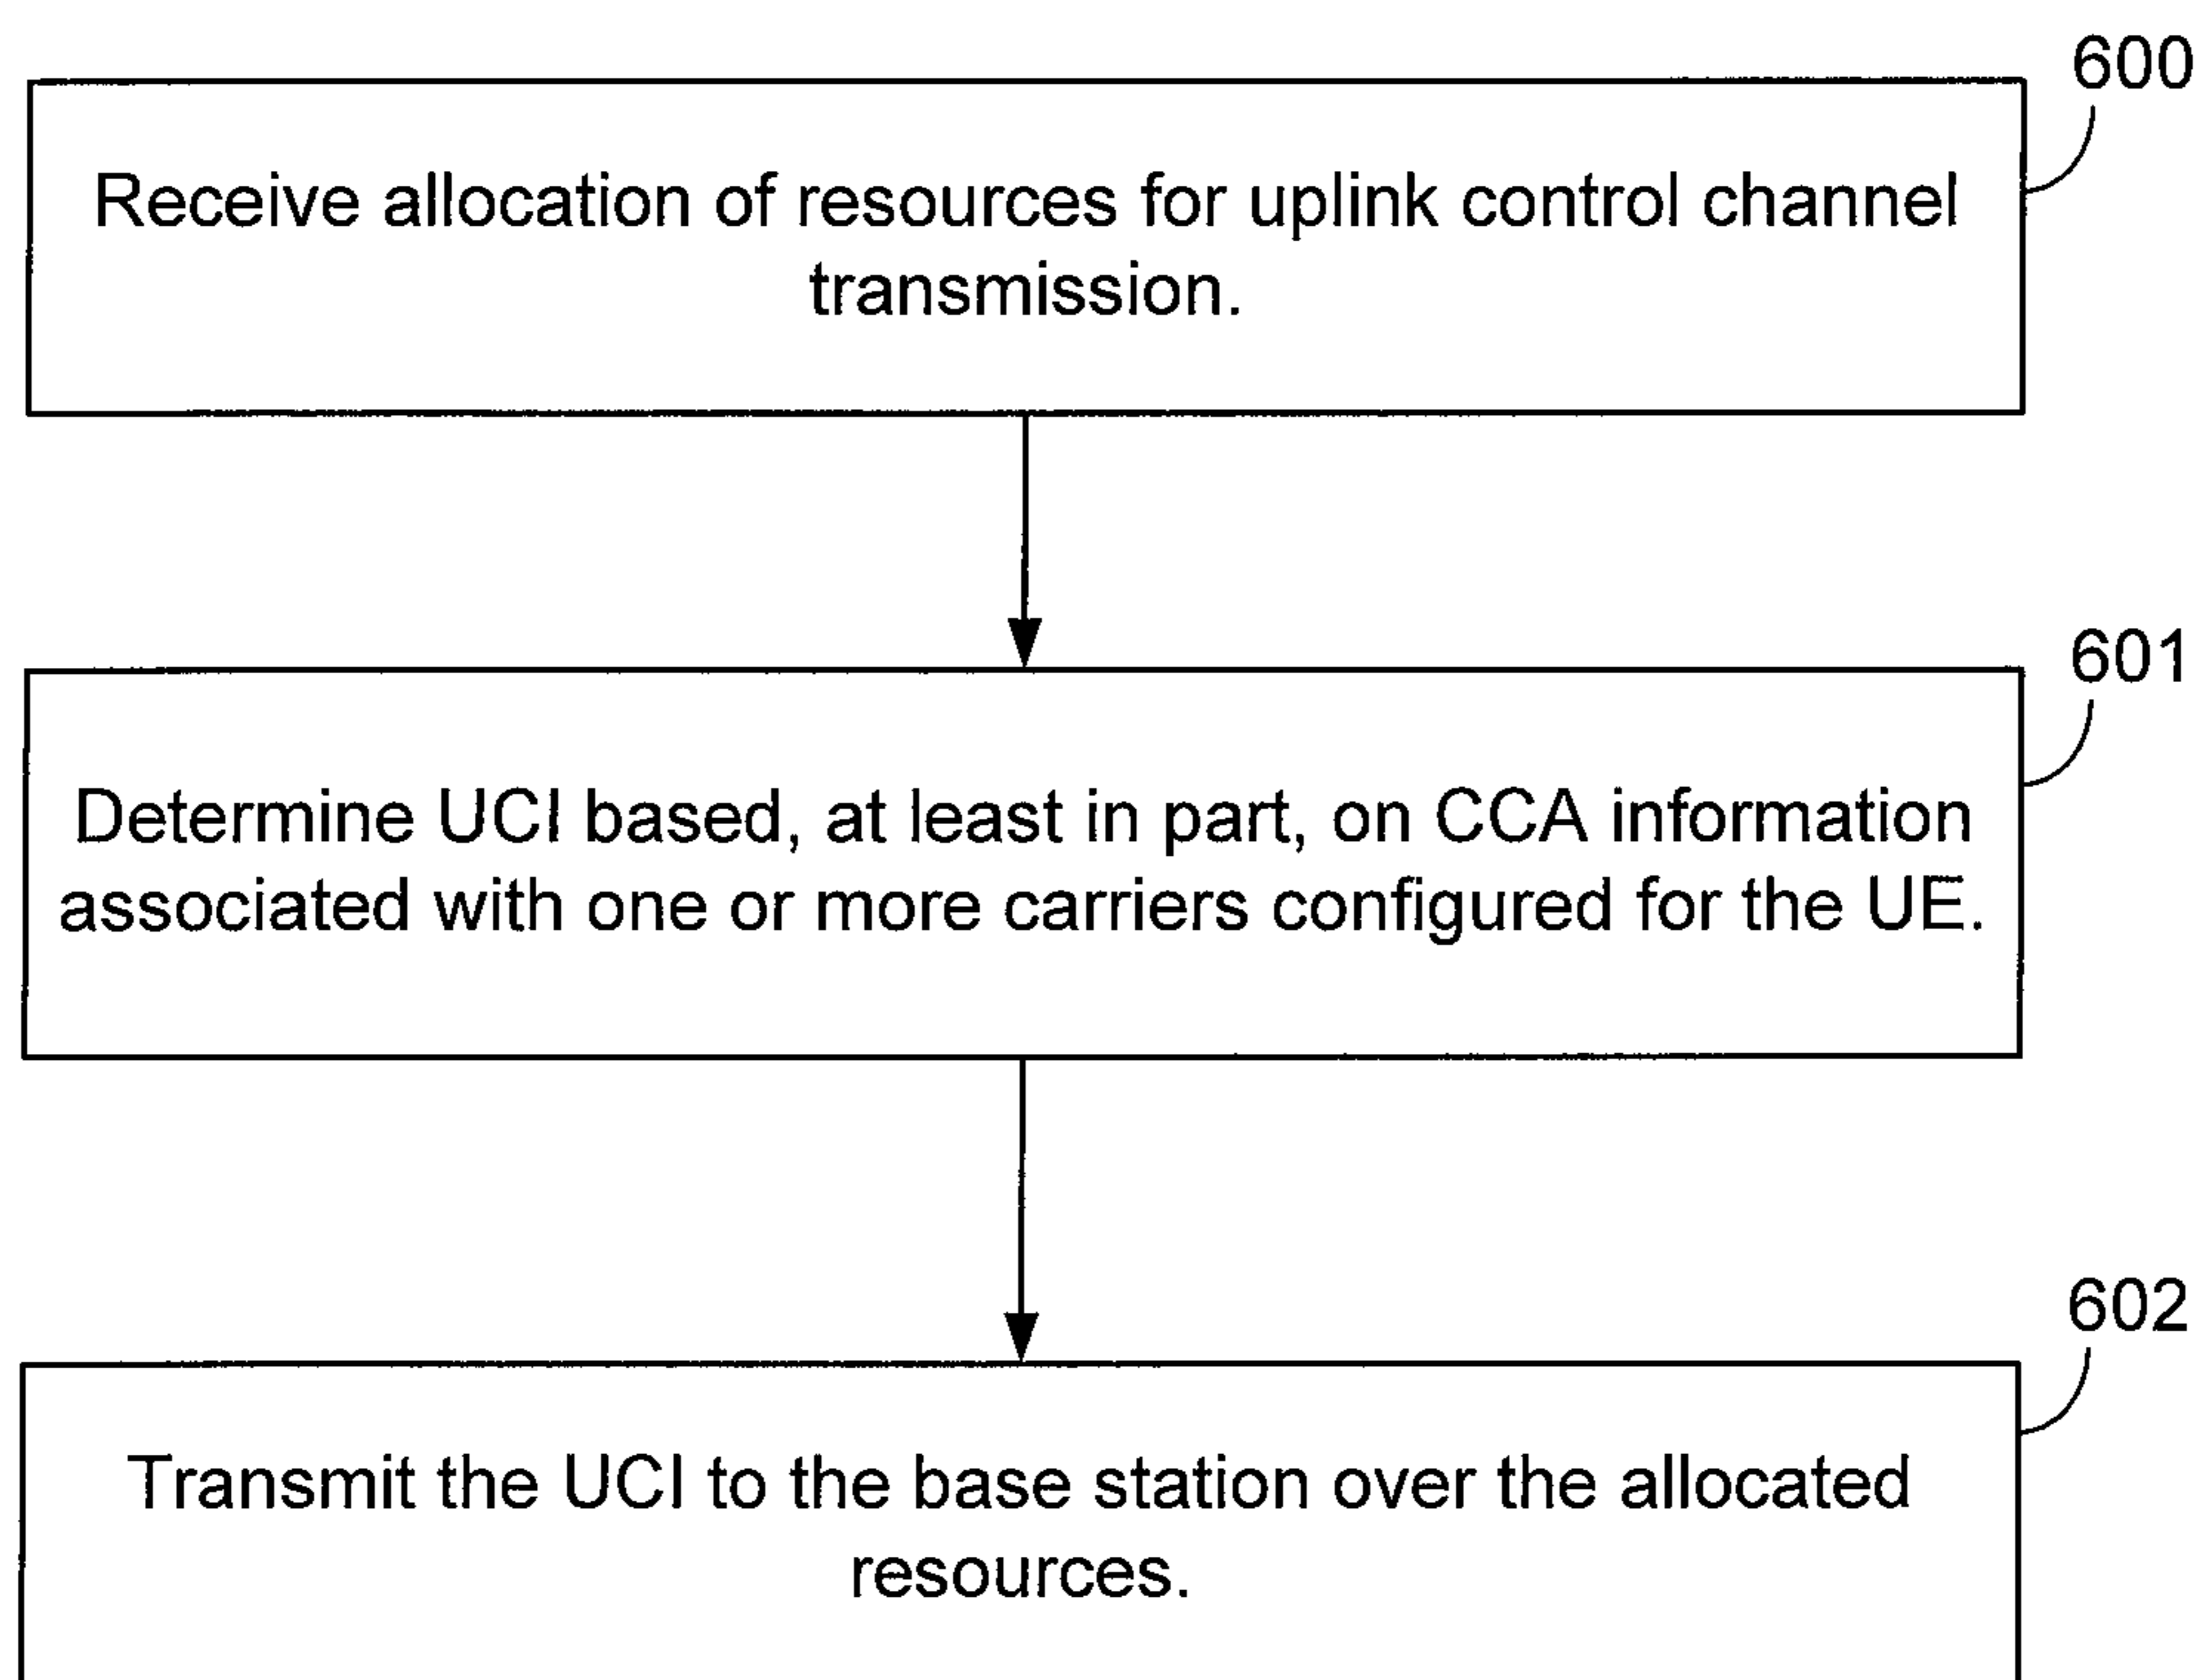 600
Receive allocation of resources for uplink control channel
transmission.
601
Determine UCI based, at least in part, on CCA information
associated with one or more carriers configured for the UE.
602
Transmit the UCI to the base station over the allocated
resources.